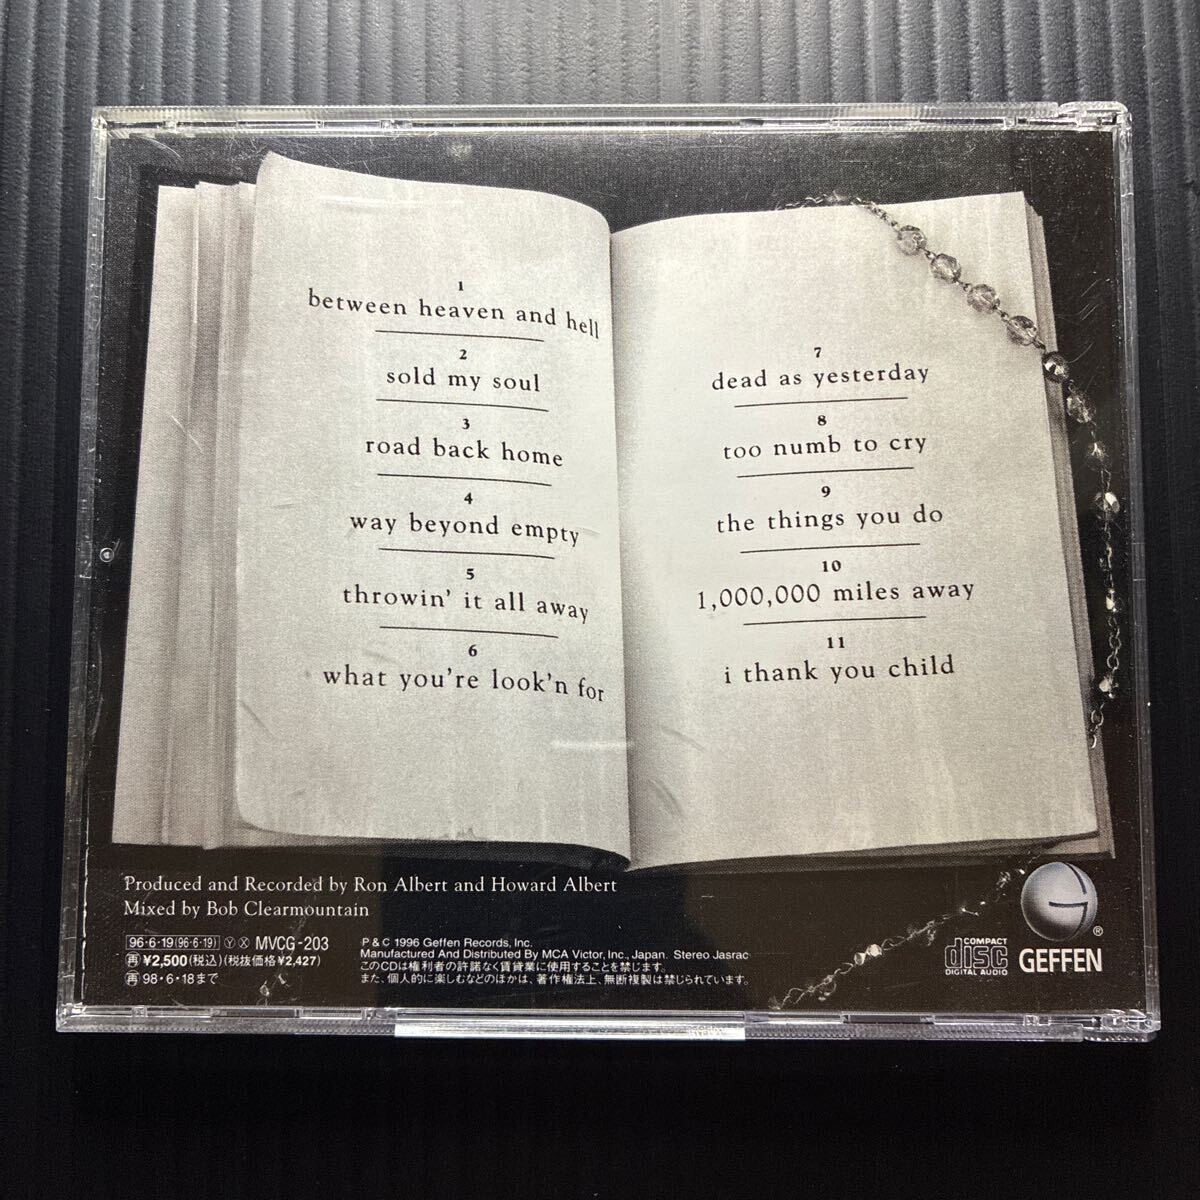 1
between heaven and hell
2
sold my soul
3
road back home
4
way beyond empty
5
throwin' it all away
6
what you're look'n for
7
dead as yesterday
8
too numb to cry
9
the things you do
10
1,000,000 miles away
11
i thank you child
Produced and Recorded by Ron Albert and Howard Albert
Mixed by Bob Clearmountain
96・6・19(96・6・19) Ⓨ Ⓧ MVCG-203
再 ¥2,500(税込)(税抜価格¥2,427)
再 98・6・18まで
P & C 1996 Geffen Records, Inc.
Manufactured And Distributed By MCA Victor, Inc., Japan. Stereo Jasrac
このCDは権利者の許諾なく賃貸業に使用することを禁じます。
また、個人的に楽しむなどのほかは、著作権法上、無断複製は禁じられています。
COMPACT
disc
DIGITAL AUDIO
®
GEFFEN